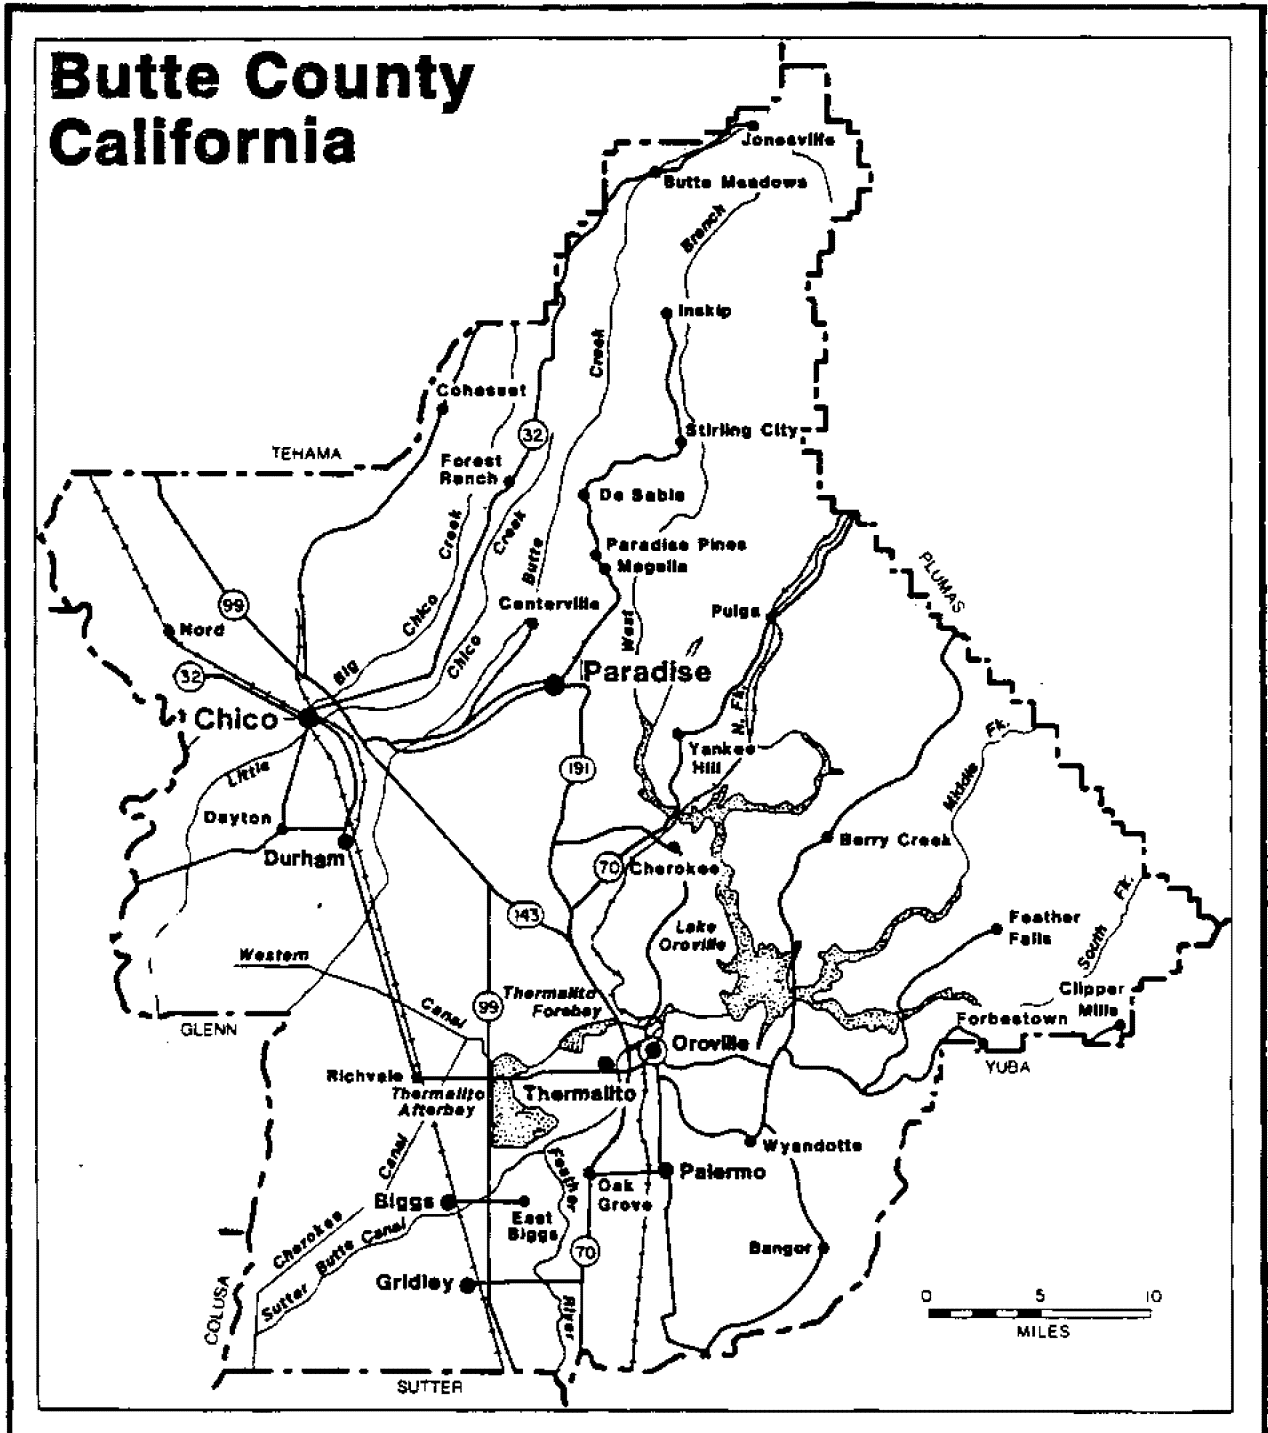 Butte County
California
Jonesville
Butte Meadows
Branch
Inskip
Creek
Cohasset
32
Stirling City
TEHAMA
Forest
Ranch
De Sabla
Creek
Creek
Butte
Paradise Pines
Magalia
PLUMAS
99
Centerville
Pulga
Chico
West
Nord
Chico
Big
32
Paradise
N. Fk.
Chico
Fk.
Yankee
Hill
Little
191
Middle
Dayton
Durham
Berry Creek
70
Cherokee
143
Fk.
Feather
Falls
Lake
Oroville
South
Western
Clipper
Mills
Canal
99
Thermalito
Forebay
Forbestown
GLENN
Oroville
YUBA
Richvale
Thermalito
Afterbay
Thermalito
Wyandotte
Canal
Feather
Palermo
Biggs
Oak
Grove
East
Biggs
Cherokee
Sutter Butte Canal
70
Bangor
Gridley
COLUSA
River
0 5 10
MILES
SUTTER